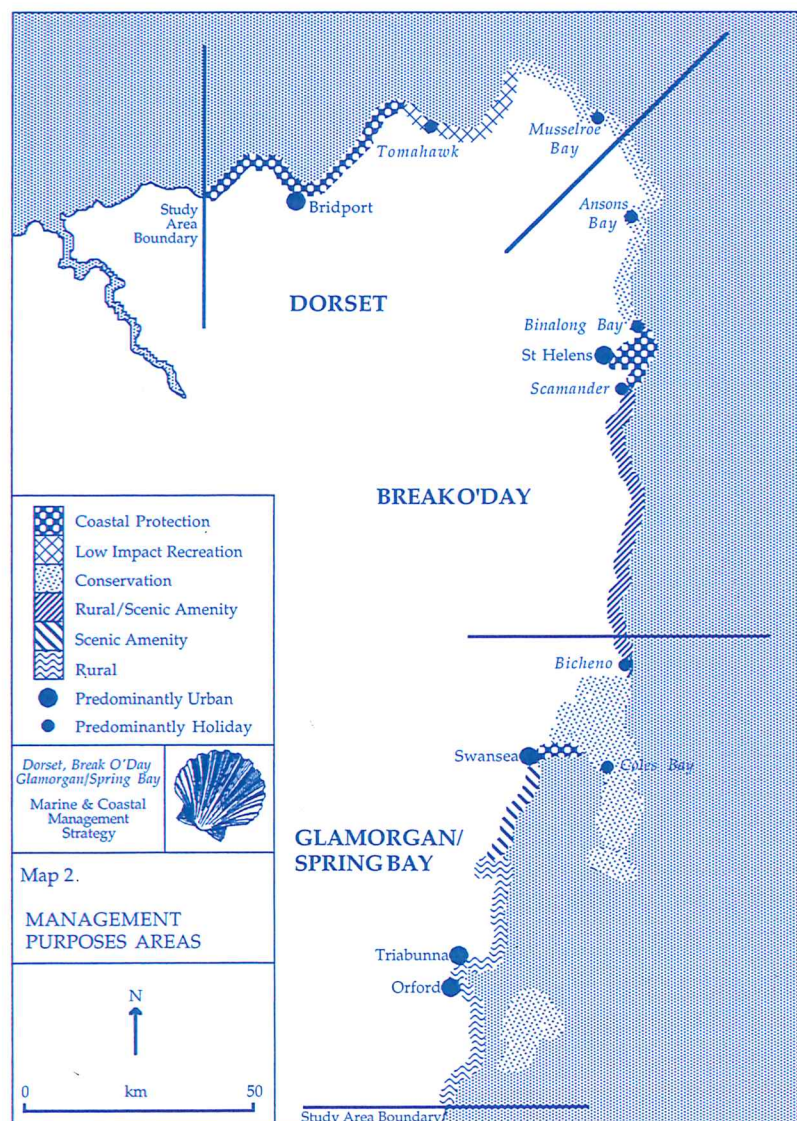 Musselroe
Bay
Tomahawk
Study
Area
Boundary
Bridport
Ansons
Bay
DORSET
Binalong Bay
St Helens
Scamander
BREAK O'DAY
Coastal Protection
Low Impact Recreation
Conservation
Rural/Scenic Amenity
Scenic Amenity
Rural
Predominantly Urban
Predominantly Holiday
Bicheno
Swansea
Coles Bay
Dorset, Break O'Day
Glamorgan/Spring Bay
Marine & Coastal
Management
Strategy
GLAMORGAN/
SPRING BAY
Map 2.
MANAGEMENT
PURPOSES AREAS
Triabunna
Orford
N
0 km 50
Study Area Boundary